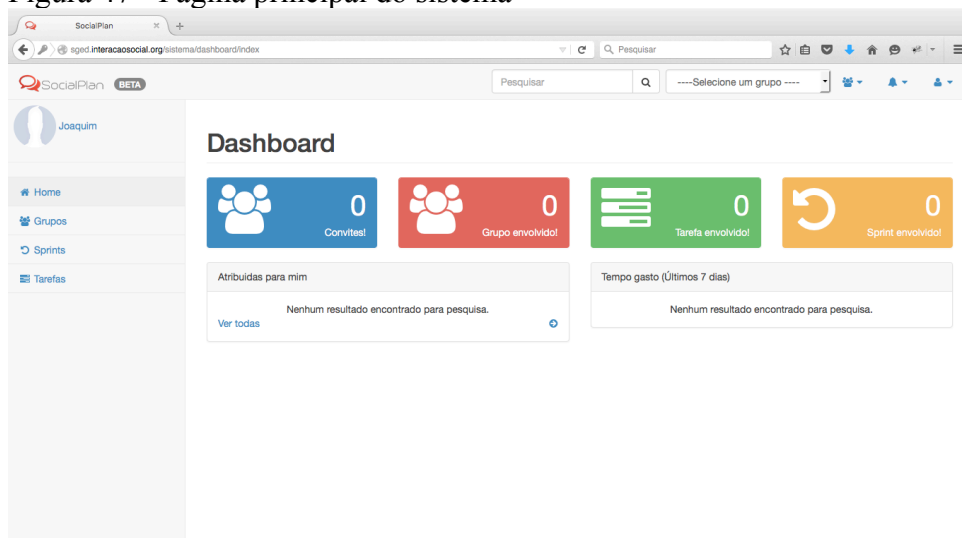 Figura 47 - Página principal do sistema
SocialPlan
sged.interacaosocial.org/sistema/dashboard/index
Pesquisar
SocialPlan BETA
Pesquisar
----Selecione um grupo ----
Joaquim
Dashboard
Home
Grupos
Sprints
Tarefas
0
Convites!
0
Grupo envolvido!
0
Tarefa envolvido!
0
Sprint envolvido!
Atribuidas para mim
Nenhum resultado encontrado para pesquisa.
Ver todas
Tempo gasto (Últimos 7 dias)
Nenhum resultado encontrado para pesquisa.